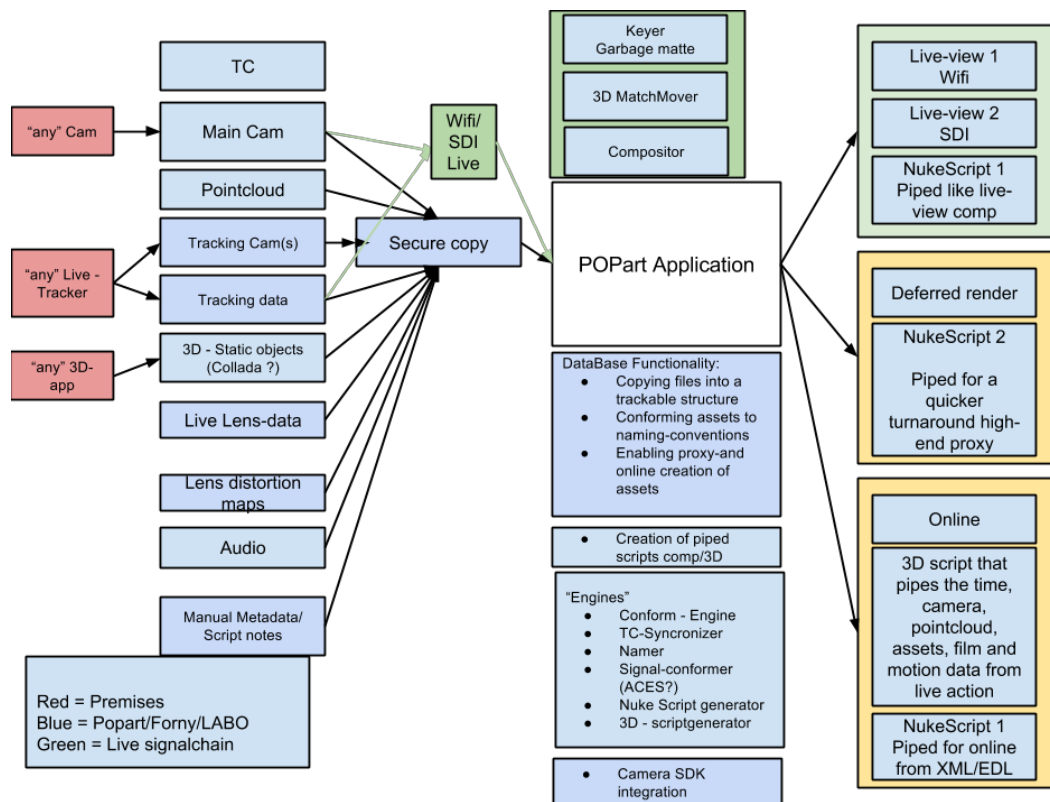 TC
"any" Cam
Main Cam
Pointcloud
"any" Live -
Tracker
Tracking Cam(s)
Tracking data
"any" 3D-
app
3D - Static objects
(Collada ?)
Live Lens-data
Lens distortion
maps
Audio
Manual Metadata/
Script notes
Red = Premises
Blue = Popart/Forny/LABO
Green = Live signalchain
Wifi/
SDI
Live
Secure copy
Keyer
Garbage matte
3D MatchMover
Compositor
POPart Application
DataBase Functionality:
● Copying files into a
trackable structure
● Conforming assets to
naming-conventions
● Enabling proxy-and
online creation of
assets
● Creation of piped
scripts comp/3D
"Engines"
● Conform - Engine
● TC-Syncronizer
● Namer
● Signal-conformer
(ACES?)
● Nuke Script generator
● 3D - scriptgenerator
● Camera SDK
integration
Live-view 1
Wifi
Live-view 2
SDI
NukeScript 1
Piped like live-
view comp
Deferred render
NukeScript 2
Piped for a
quicker
turnaround high-
end proxy
Online
3D script that
pipes the time,
camera,
pointcloud,
assets, film and
motion data from
live action
NukeScript 1
Piped for online
from XML/EDL